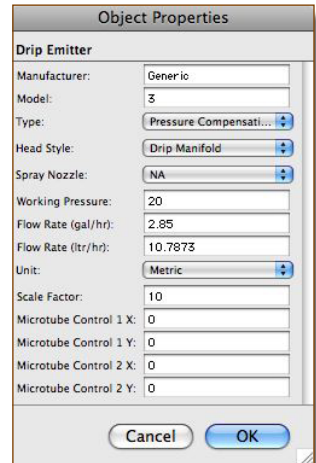 Object Properties
Drip Emitter
Manufacturer: Generic
Model: 3
Type: Pressure Compensati...
Head Style: Drip Manifold
Spray Nozzle: NA
Working Pressure: 20
Flow Rate (gal/hr): 2.85
Flow Rate (ltr/hr): 10.7873
Unit: Metric
Scale Factor: 10
Microtube Control 1 X: 0
Microtube Control 1 Y: 0
Microtube Control 2 X: 0
Microtube Control 2 Y: 0
Cancel OK